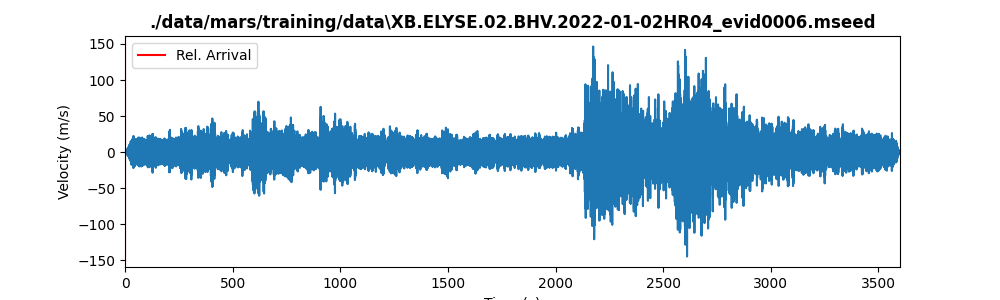 ./data/mars/training/data\XB.ELYSE.02.BHV.2022-01-02HR04_evid0006.mseed
Rel. Arrival
Velocity (m/s)
150
100
50
0
−50
−100
−150
0 500 1000 1500 2000 2500 3000 3500